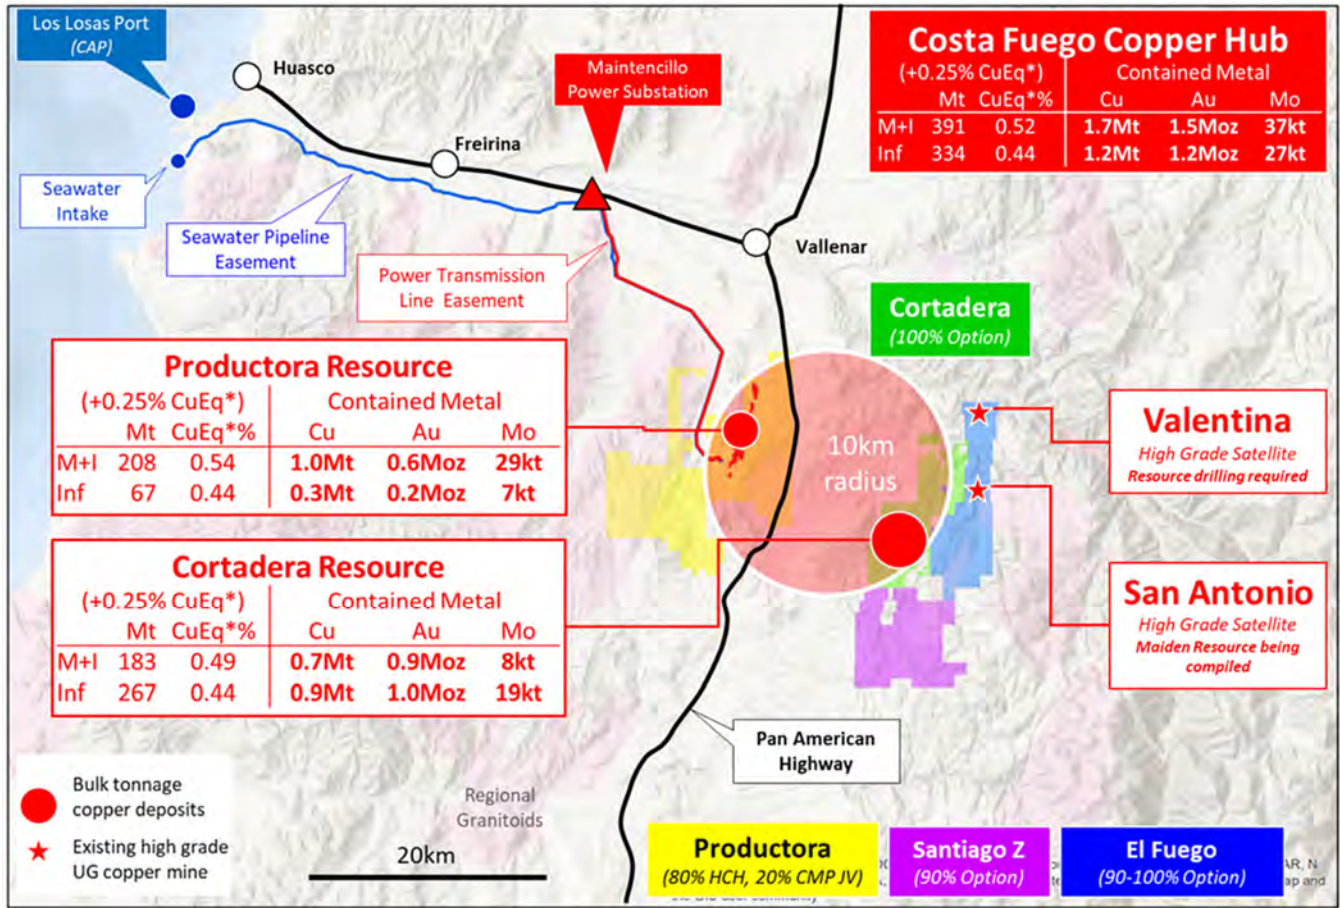 Los Losas Port
(CAP)
Huasco
Maintencillo
Power Substation
Costa Fuego Copper Hub
(+0.25% CuEq*) Contained Metal
Mt CuEq*% Cu Au Mo
M+I 391 0.52 1.7Mt 1.5Moz 37kt
Inf 334 0.44 1.2Mt 1.2Moz 27kt
Freirina
Seawater
Intake
Seawater Pipeline
Easement
Power Transmission
Line Easement
Vallenar
Cortadera
(100% Option)
Productora Resource
(+0.25% CuEq*) Contained Metal
Mt CuEq*% Cu Au Mo
M+I 208 0.54 1.0Mt 0.6Moz 29kt
Inf 67 0.44 0.3Mt 0.2Moz 7kt
10km
radius
Valentina
High Grade Satellite
Resource drilling required
Cortadera Resource
(+0.25% CuEq*) Contained Metal
Mt CuEq*% Cu Au Mo
M+I 183 0.49 0.7Mt 0.9Moz 8kt
Inf 267 0.44 0.9Mt 1.0Moz 19kt
San Antonio
High Grade Satellite
Maiden Resource being
compiled
Pan American
Highway
Bulk tonnage
copper deposits
Existing high grade
UG copper mine
Regional
Granitoids
20km
Productora
(80% HCH, 20% CMP JV)
Santiago Z
(90% Option)
El Fuego
(90-100% Option)
AR, N
ap and